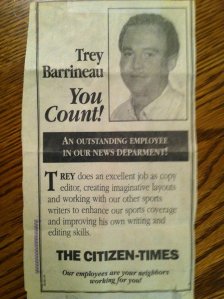 Trey
Barrineau
You
Count!
AN OUTSTANDING EMPLOYEE
IN OUR NEWS DEPARMENT!
TREY does an excellent job as copy
editor, creating imaginative layouts
and working with our other sports
writers to enhance our sports coverage
and improving his own writing and
editing skills.
THE CITIZEN-TIMES
Our employees are your neighbors
working for you!